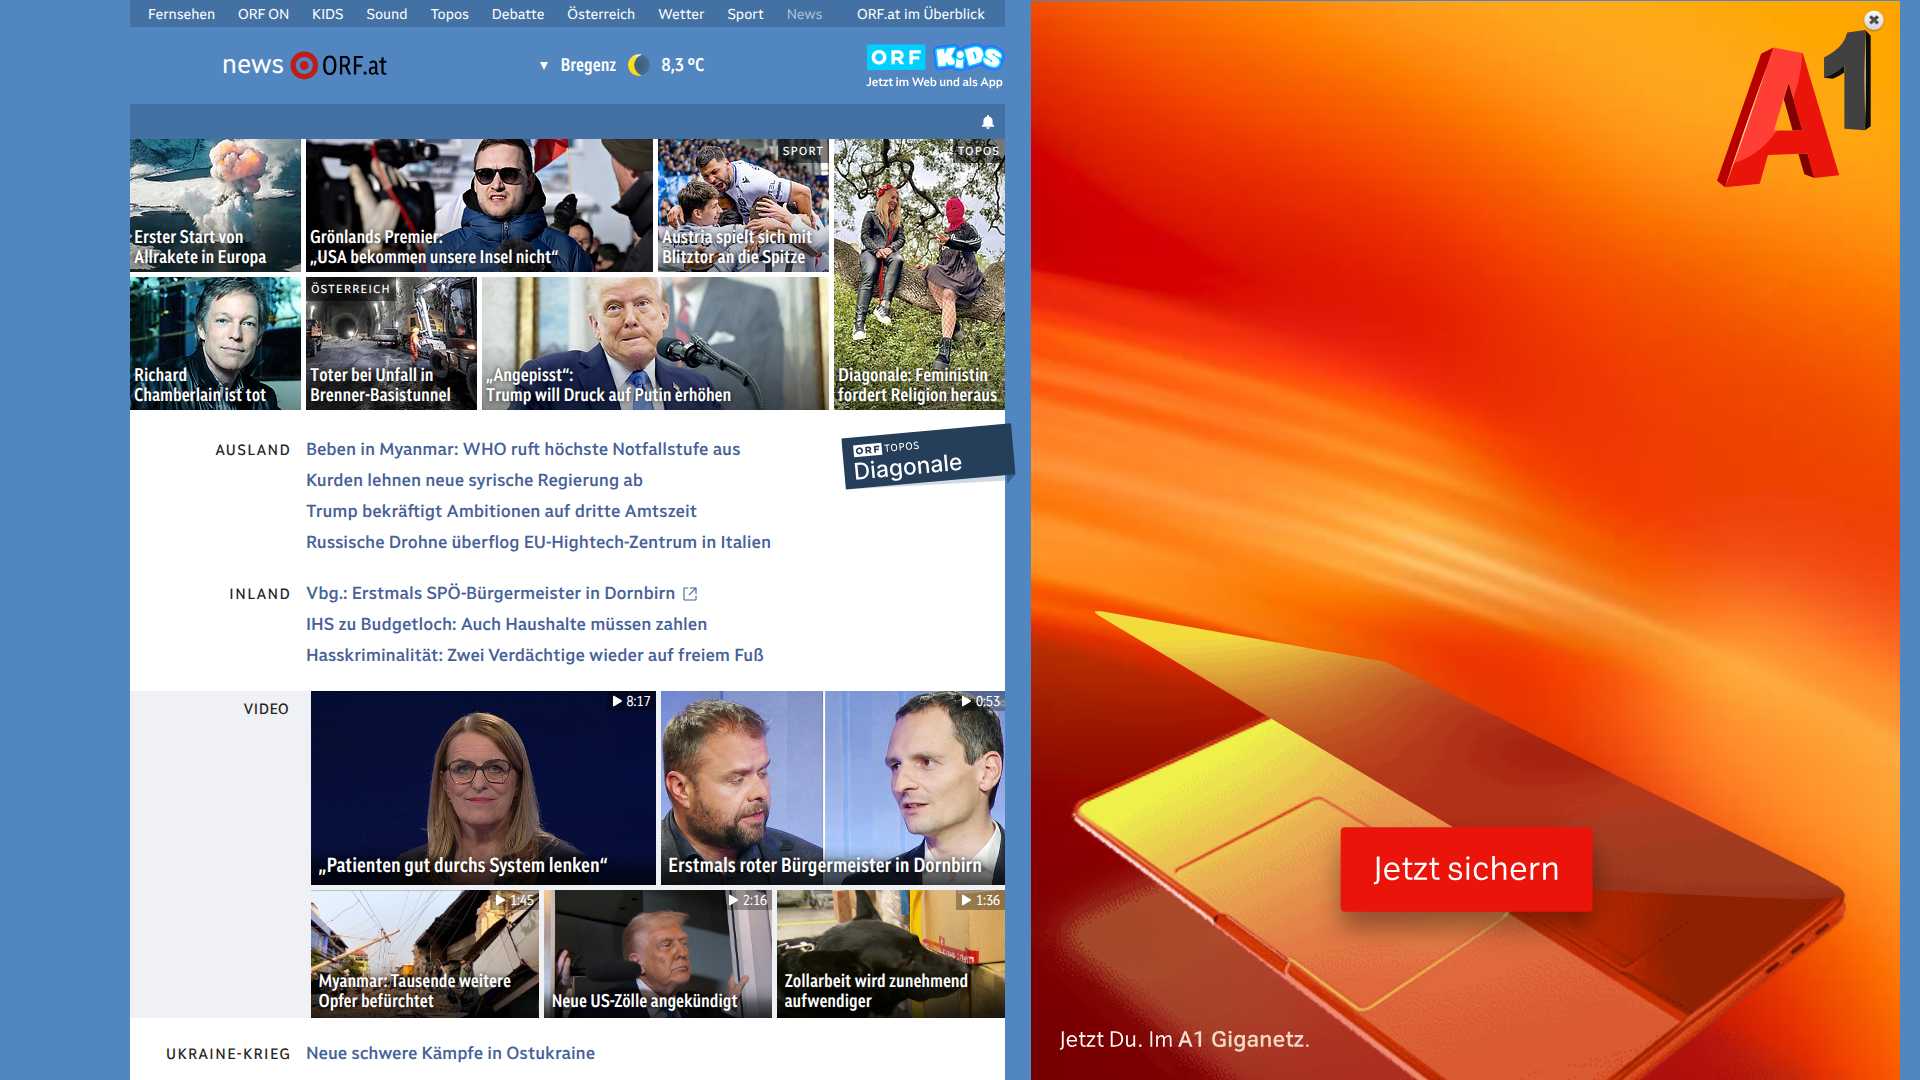 Fernsehen ORF ON KIDS Sound Topos Debatte Österreich Wetter Sport News ORF.at im Überblick
news ORF.at
Bregenz 8,3 °C
ORF KiDS
Jetzt im Web und als App
Erster Start von
Allrakete in Europa
Grönlands Premier:
„USA bekommen unsere Insel nicht“
SPORT
Austria spielt sich mit
Blitztor an die Spitze
TOPOS
Diagonale: Feministin
fordert Religion heraus
Richard
Chamberlain ist tot
ÖSTERREICH
Toter bei Unfall in
Brenner-Basistunnel
„Angepisst“:
Trump will Druck auf Putin erhöhen
AUSLAND
Beben in Myanmar: WHO ruft höchste Notfallstufe aus
Kurden lehnen neue syrische Regierung ab
Trump bekräftigt Ambitionen auf dritte Amtszeit
Russische Drohne überflog EU-Hightech-Zentrum in Italien
ORF TOPOS
Diagonale
INLAND
Vbg.: Erstmals SPÖ-Bürgermeister in Dornbirn
IHS zu Budgetloch: Auch Haushalte müssen zahlen
Hasskriminalität: Zwei Verdächtige wieder auf freiem Fuß
VIDEO
8:17
„Patienten gut durchs System lenken“
0:53
Erstmals roter Bürgermeister in Dornbirn
1:45
Myanmar: Tausende weitere
Opfer befürchtet
2:16
Neue US-Zölle angekündigt
1:36
Zollarbeit wird zunehmend
aufwendiger
UKRAINE-KRIEG
Neue schwere Kämpfe in Ostukraine
A1
Jetzt sichern
Jetzt Du. Im A1 Giganetz.